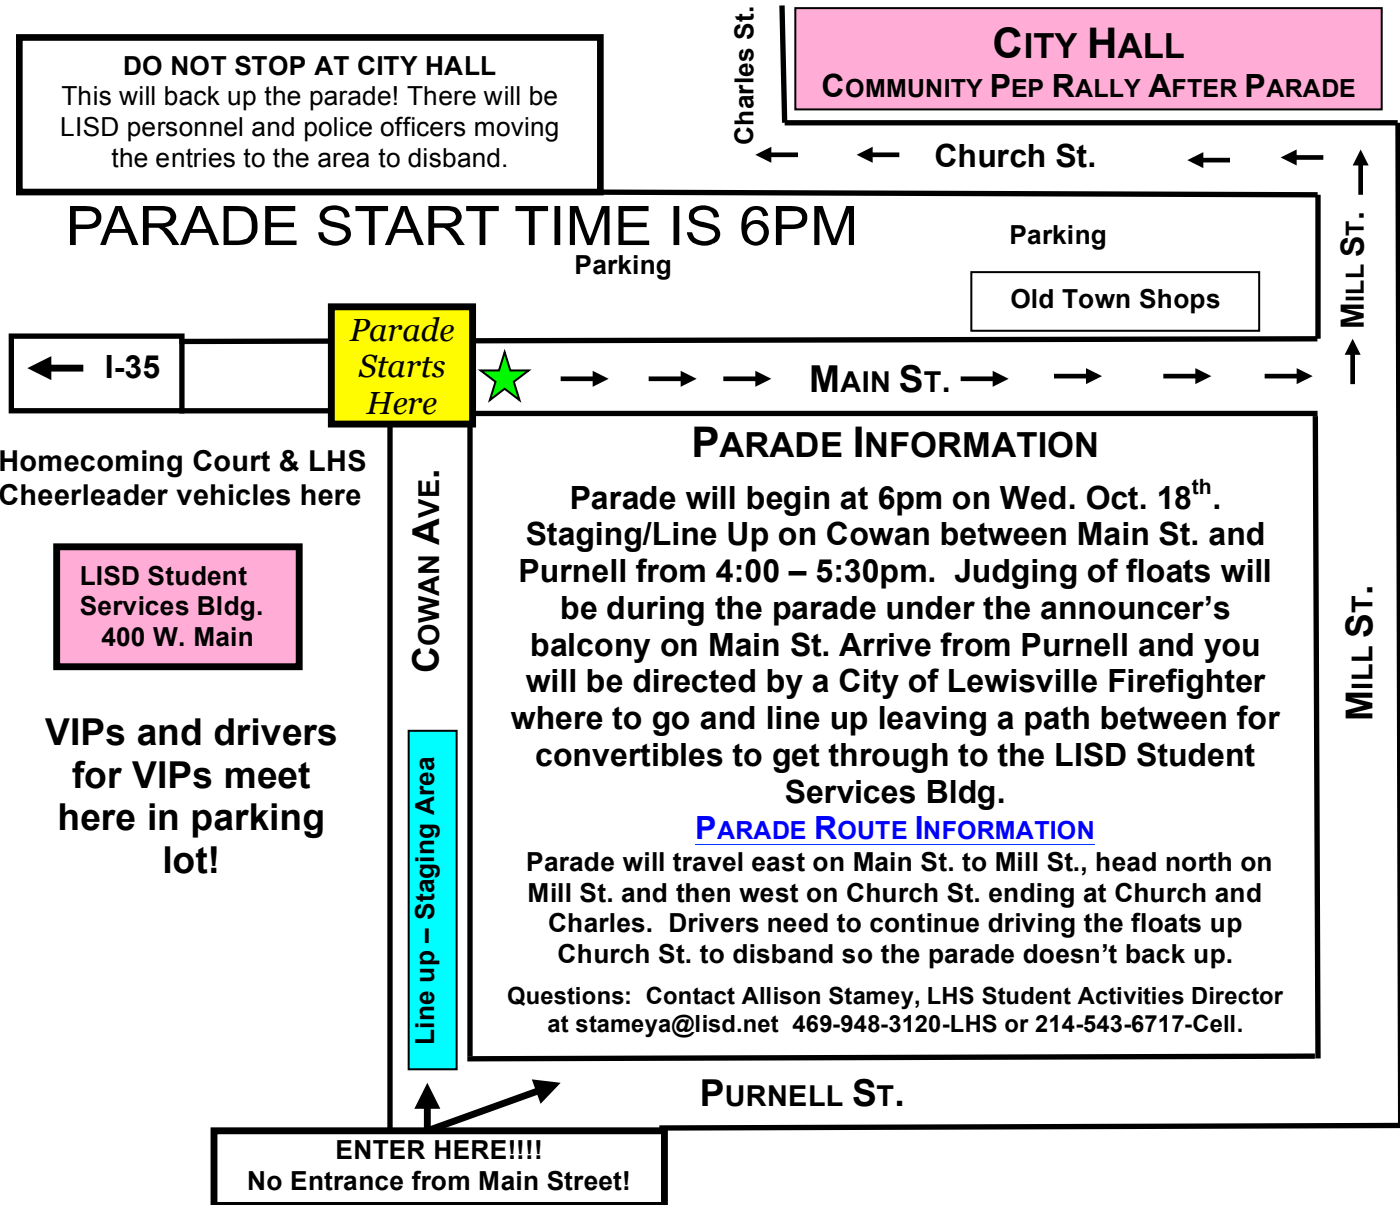 DO NOT STOP AT CITY HALL
This will back up the parade! There will be
LISD personnel and police officers moving
the entries to the area to disband.
Charles St.
CITY HALL
COMMUNITY PEP RALLY AFTER PARADE
Church St.
PARADE START TIME IS 6PM
Parking
Parking
Old Town Shops
MILL ST.
I-35
Parade
Starts
Here
MAIN ST.
Homecoming Court & LHS
Cheerleader vehicles here
LISD Student
Services Bldg.
400 W. Main
VIPs and drivers
for VIPs meet
here in parking
lot!
COWAN AVE.
Line up – Staging Area
PARADE INFORMATION
Parade will begin at 6pm on Wed. Oct. 18th.
Staging/Line Up on Cowan between Main St. and
Purnell from 4:00 – 5:30pm.  Judging of floats will
be during the parade under the announcer’s
balcony on Main St. Arrive from Purnell and you
will be directed by a City of Lewisville Firefighter
where to go and line up leaving a path between for
convertibles to get through to the LISD Student
Services Bldg.
PARADE ROUTE INFORMATION
Parade will travel east on Main St. to Mill St., head north on
Mill St. and then west on Church St. ending at Church and
Charles.  Drivers need to continue driving the floats up
Church St. to disband so the parade doesn’t back up.
Questions:  Contact Allison Stamey, LHS Student Activities Director
at stameya@lisd.net  469-948-3120-LHS or 214-543-6717-Cell.
MILL ST.
PURNELL ST.
ENTER HERE!!!!
No Entrance from Main Street!